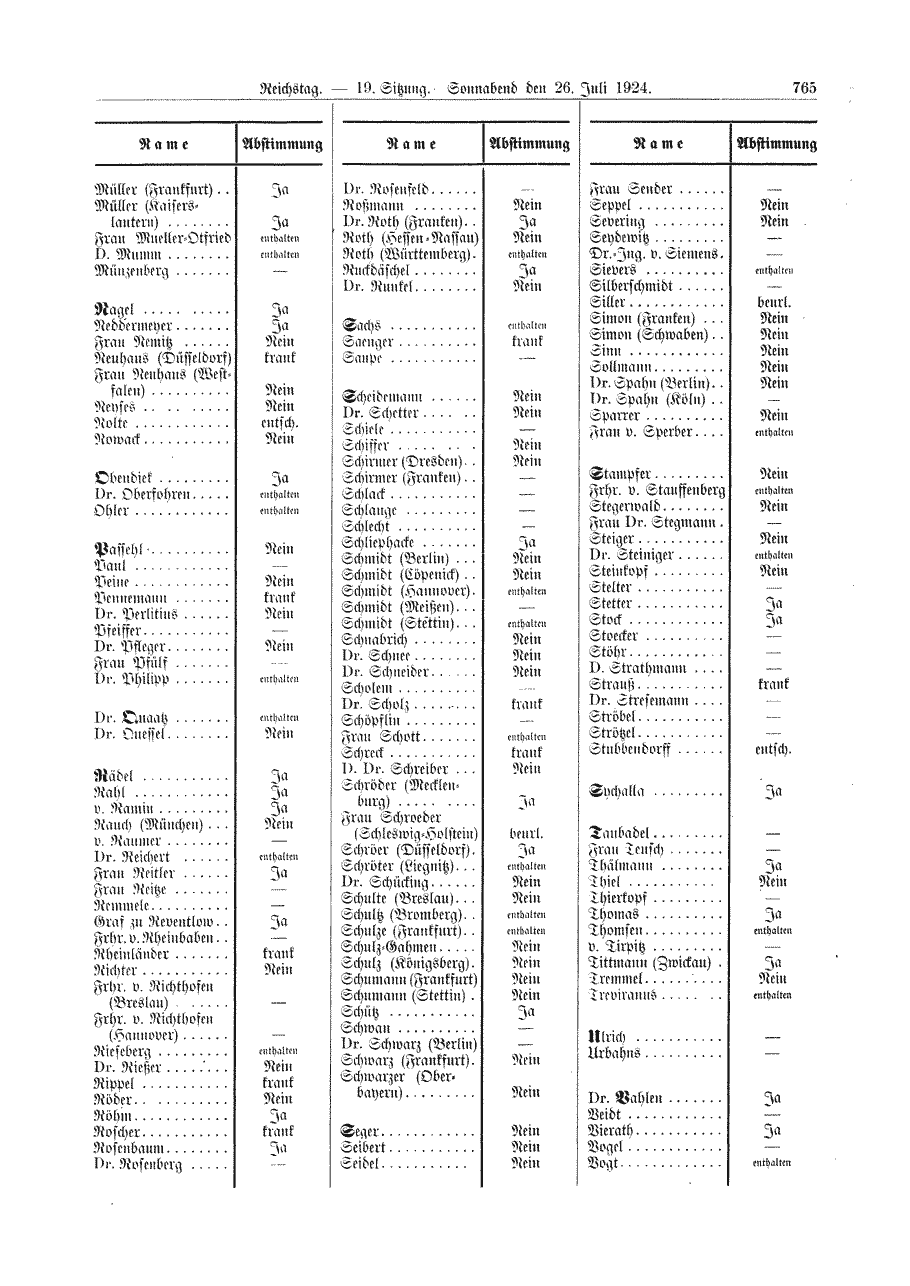 Reichstag. — 19. Sitzung. Sonnabend den 26. Juli 1924. 765
Name Abstimmung
Müller (Frankfurt) . . Ja
Müller (Kaisers-
lautern) . . . . . . . . Ja
Frau Mueller-Otfried enthalten
D. Mumm . . . . . . . . enthalten
Münzenberg . . . . . . . —
Nagel . . . . . . . . . . Ja
Neddermeyer . . . . . . . Ja
Frau Nemitz . . . . . . Nein
Neuhaus (Düsseldorf) krank
Frau Neuhaus (West-
falen) . . . . . . . . . . Nein
Neyses . . . . . . . . . Nein
Nolte . . . . . . . . . . . entsch.
Nowack . . . . . . . . . . . Nein
Obendiek . . . . . . . . . Ja
Dr. Oberfohren . . . . . enthalten
Ohler . . . . . . . . . . . . enthalten
Passehl . . . . . . . . . . Nein
Paul . . . . . . . . . . . . —
Peine . . . . . . . . . . . Nein
Pennemann . . . . . . . . krank
Dr. Perlitius . . . . . . Nein
Pfeiffer . . . . . . . . . . . —
Dr. Pfleger . . . . . . . . Nein
Frau Pfülf . . . . . . . —
Dr. Philipp . . . . . . . enthalten
Dr. Quaatz . . . . . . . enthalten
Dr. Quessel . . . . . . . . Nein
Rädel . . . . . . . . . . . Ja
Rahl . . . . . . . . . . . . Ja
v. Ramin . . . . . . . . . Ja
Rauch (München) . . . Nein
v. Raumer . . . . . . . . —
Dr. Reichert . . . . . . enthalten
Frau Reitler . . . . . . Ja
Frau Reitze . . . . . . . —
Remmele . . . . . . . . . . —
Graf zu Reventlow . . Ja
Frhr. v. Rheinbaben . . —
Rheinländer . . . . . . . krank
Richter . . . . . . . . . . . Nein
Frhr. v. Richthofen
(Breslau) . . . . . . —
Frhr. v. Richthofen
(Hannover) . . . . . . —
Rieseberg . . . . . . . . . enthalten
Dr. Rießer . . . . . . . . Nein
Rippel . . . . . . . . . . . krank
Röder . . . . . . . . . . . Nein
Röhm . . . . . . . . . . . . Ja
Roscher . . . . . . . . . . . krank
Rosenbaum . . . . . . . . Ja
Dr. Rosenberg . . . . . —
Name Abstimmung
Dr. Rosenfeld . . . . . . —
Roßmann . . . . . . . . Nein
Dr. Roth (Franken) . . Ja
Roth (Hessen-Nassau) Nein
Roth (Württemberg) . enthalten
Ruckdäschel . . . . . . . . Ja
Dr. Runkel . . . . . . . . Nein
Sachs . . . . . . . . . . . enthalten
Saenger . . . . . . . . . . krank
Saupe . . . . . . . . . . . —
Scheidemann . . . . . . Nein
Dr. Schetter . . . . . . Nein
Schiele . . . . . . . . . . . —
Schiffer . . . . . . . . Nein
Schirmer (Dresden) . . Nein
Schirmer (Franken) . . —
Schlack . . . . . . . . . . . —
Schlange . . . . . . . . . —
Schlecht . . . . . . . . . . —
Schliephacke . . . . . . . Ja
Schmidt (Berlin) . . . Nein
Schmidt (Cöpenick) . . Nein
Schmidt (Hannover) . enthalten
Schmidt (Meißen) . . . —
Schmidt (Stettin) . . . enthalten
Schnabrich . . . . . . . . Nein
Dr. Schnee . . . . . . . . Nein
Dr. Schneider . . . . . . Nein
Scholem . . . . . . . . . . —
Dr. Scholz . . . . . . . . krank
Schöpflin . . . . . . . . . —
Frau Schott . . . . . . . enthalten
Schreck . . . . . . . . . . . krank
D. Dr. Schreiber . . . Nein
Schröder (Mecklen-
burg) . . . . . . . . . Ja
Frau Schroeder
(Schleswig-Holstein) beurl.
Schröer (Düsseldorf) . Ja
Schröter (Liegnitz) . . . enthalten
Dr. Schücking . . . . . . Nein
Schulte (Breslau) . . . Nein
Schultz (Bromberg) . . enthalten
Schulze (Frankfurt) . . enthalten
Schulz-Gahmen . . . . . Nein
Schulz (Königsberg) . Nein
Schumann (Frankfurt) Nein
Schumann (Stettin) . Nein
Schütz . . . . . . . . . . . Ja
Schwan . . . . . . . . . . —
Dr. Schwarz (Berlin) —
Schwarz (Frankfurt) . Nein
Schwarzer (Ober-
bayern) . . . . . . . . . Nein
Seger . . . . . . . . . . . . Nein
Seibert . . . . . . . . . . . Nein
Seidel . . . . . . . . . . . Nein
Name Abstimmung
Frau Sender . . . . . . —
Seppel . . . . . . . . . . . Nein
Severing . . . . . . . . . Nein
Seydewitz . . . . . . . . . —
Dr.-Ing. v. Siemens . —
Sievers . . . . . . . . . . enthalten
Silberschmidt . . . . . . —
Siller . . . . . . . . . . . . beurl.
Simon (Franken) . . . Nein
Simon (Schwaben) . . Nein
Sinn . . . . . . . . . . . . Nein
Sollmann . . . . . . . . . Nein
Dr. Spahn (Berlin) . . Nein
Dr. Spahn (Köln) . . —
Sparrer . . . . . . . . . . Nein
Frau v. Sperber . . . . enthalten
Stampfer . . . . . . . . . Nein
Frhr. v. Stauffenberg enthalten
Stegerwald . . . . . . . . Nein
Frau Dr. Stegmann . —
Steiger . . . . . . . . . . . Nein
Dr. Steiniger . . . . . . enthalten
Steinkopf . . . . . . . . . Nein
Stelter . . . . . . . . . . . —
Stetter . . . . . . . . . . . Ja
Stock . . . . . . . . . . . . Ja
Stoecker . . . . . . . . . . —
Stöhr . . . . . . . . . . . . —
D. Strathmann . . . . —
Strauß . . . . . . . . . . . krank
Dr. Stresemann . . . . —
Ströbel . . . . . . . . . . . —
Strötzel . . . . . . . . . . . —
Stubbendorff . . . . . . entsch.
Sychalla . . . . . . . . . Ja
Taubadel . . . . . . . . . —
Frau Teusch . . . . . . . —
Thälmann . . . . . . . . Ja
Thiel . . . . . . . . . . . Nein
Thierkopf . . . . . . . . . —
Thomas . . . . . . . . . . Ja
Thomsen . . . . . . . . . . enthalten
v. Tirpitz . . . . . . . . . —
Tittmann (Zwickau) . Ja
Tremmel . . . . . . . . . . Nein
Treviranus . . . . . . . enthalten
Ulrich . . . . . . . . . . . —
Urbahns . . . . . . . . . . —
Dr. Vahlen . . . . . . . Ja
Veidt . . . . . . . . . . . . —
Vierath . . . . . . . . . . . Ja
Vogel . . . . . . . . . . . . —
Vogt . . . . . . . . . . . . . enthalten